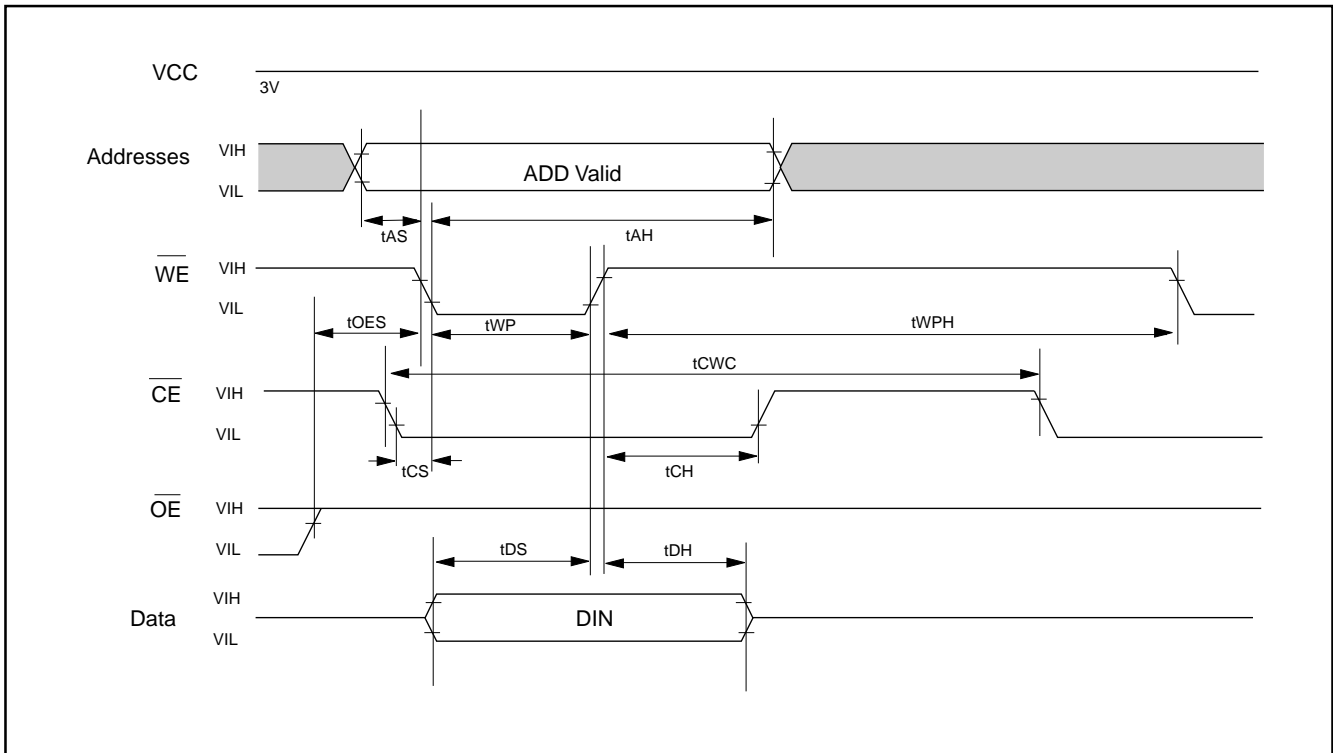 VCC
3V
Addresses
VIH
VIL
ADD Valid
tAS
tAH
WE
VIH
VIL
tOES
tWP
tWPH
tCWC
CE
VIH
VIL
tCS
tCH
OE
VIH
VIL
tDS
tDH
Data
VIH
VIL
DIN